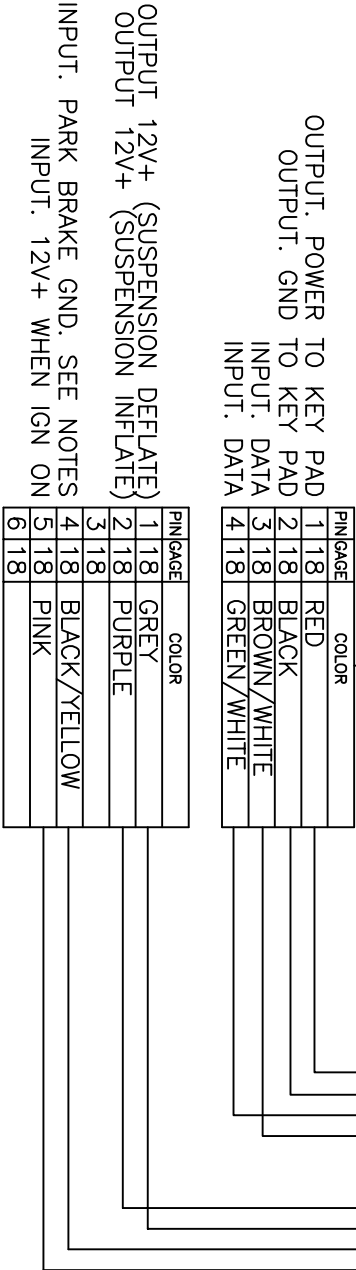 PIN GAGE COLOR
OUTPUT. POWER TO KEY PAD 1 18 RED
OUTPUT. GND TO KEY PAD 2 18 BLACK
INPUT. DATA 3 18 BROWN/WHITE
INPUT. DATA 4 18 GREEN/WHITE
PIN GAGE COLOR
OUTPUT 12V+ (SUSPENSION DEFLATE) 1 18 GREY
OUTPUT 12V+ (SUSPENSION INFLATE) 2 18 PURPLE
3 18
INPUT. PARK BRAKE GND. SEE NOTES 4 18 BLACK/YELLOW
INPUT. 12V+ WHEN IGN ON 5 18 PINK
6 18